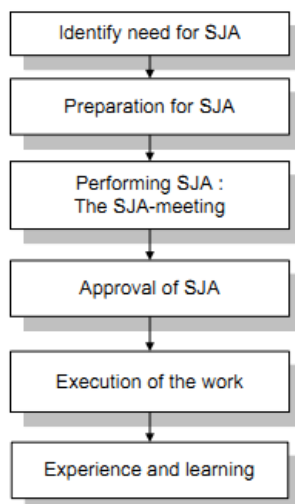 Identify need for SJA
Preparation for SJA
Performing SJA :
The SJA-meeting
Approval of SJA
Execution of the work
Experience and learning